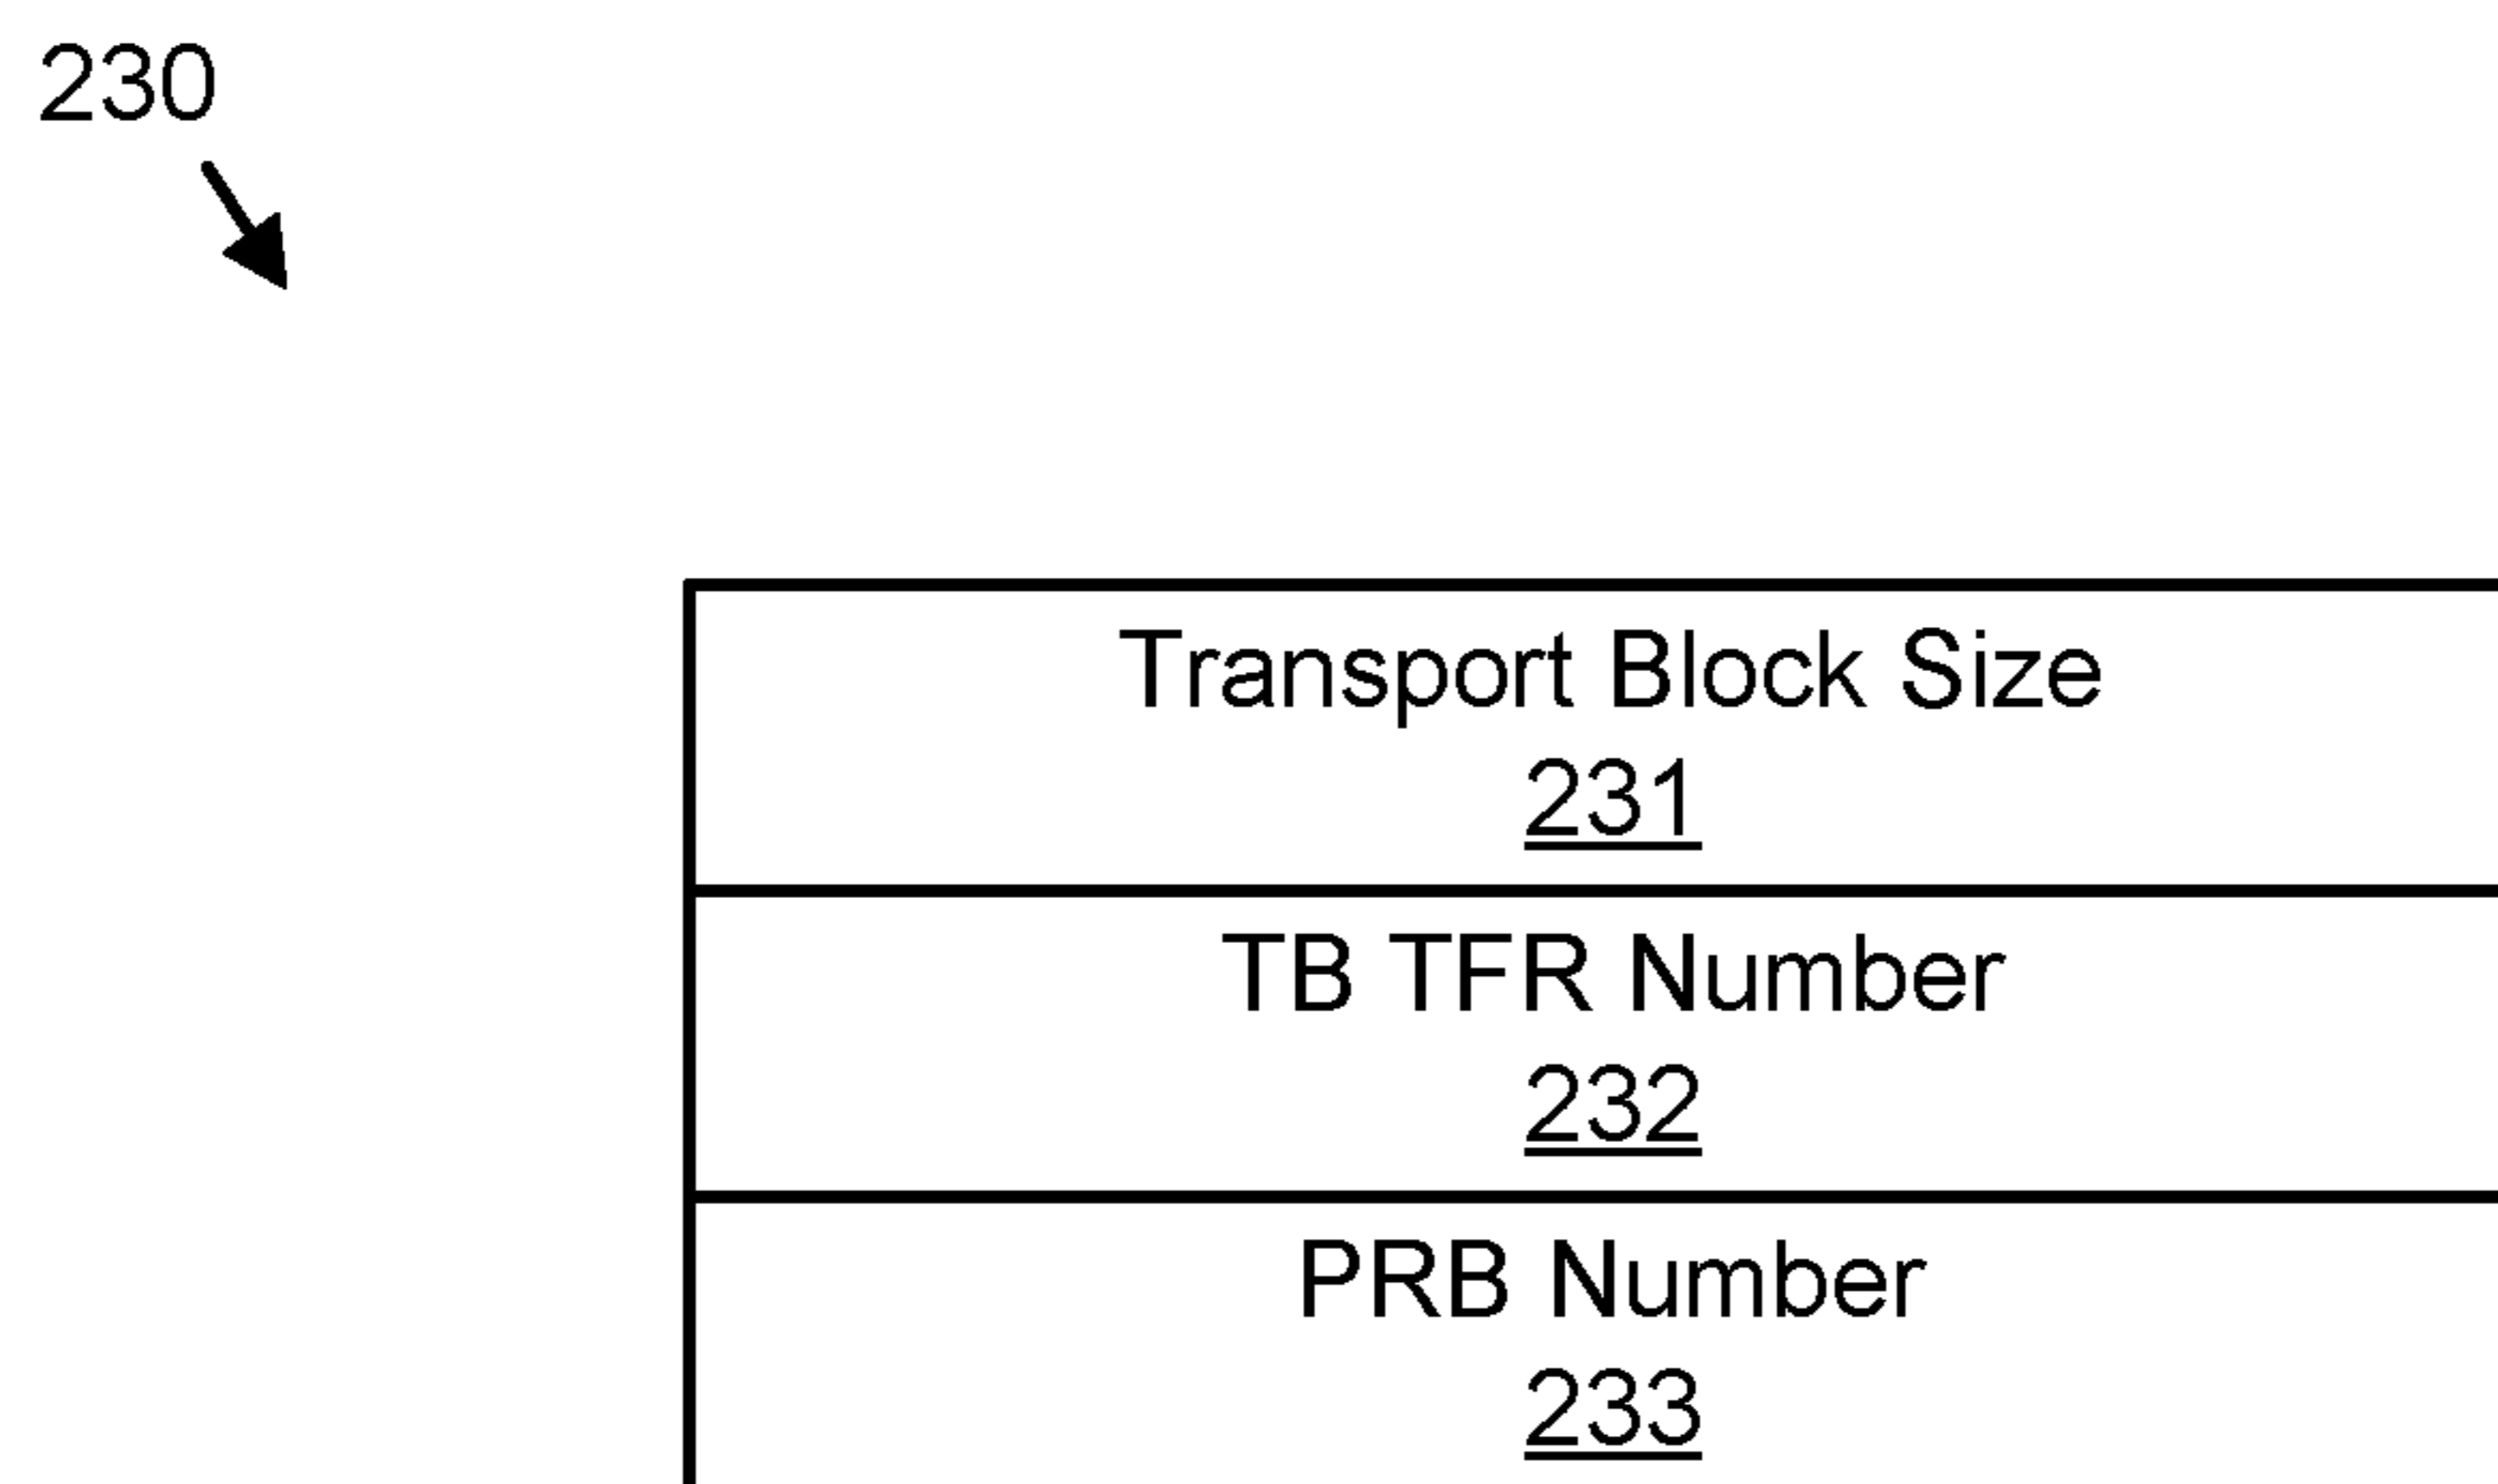 230
Transport Block Size
231
TB TFR Number
232
PRB Number
233